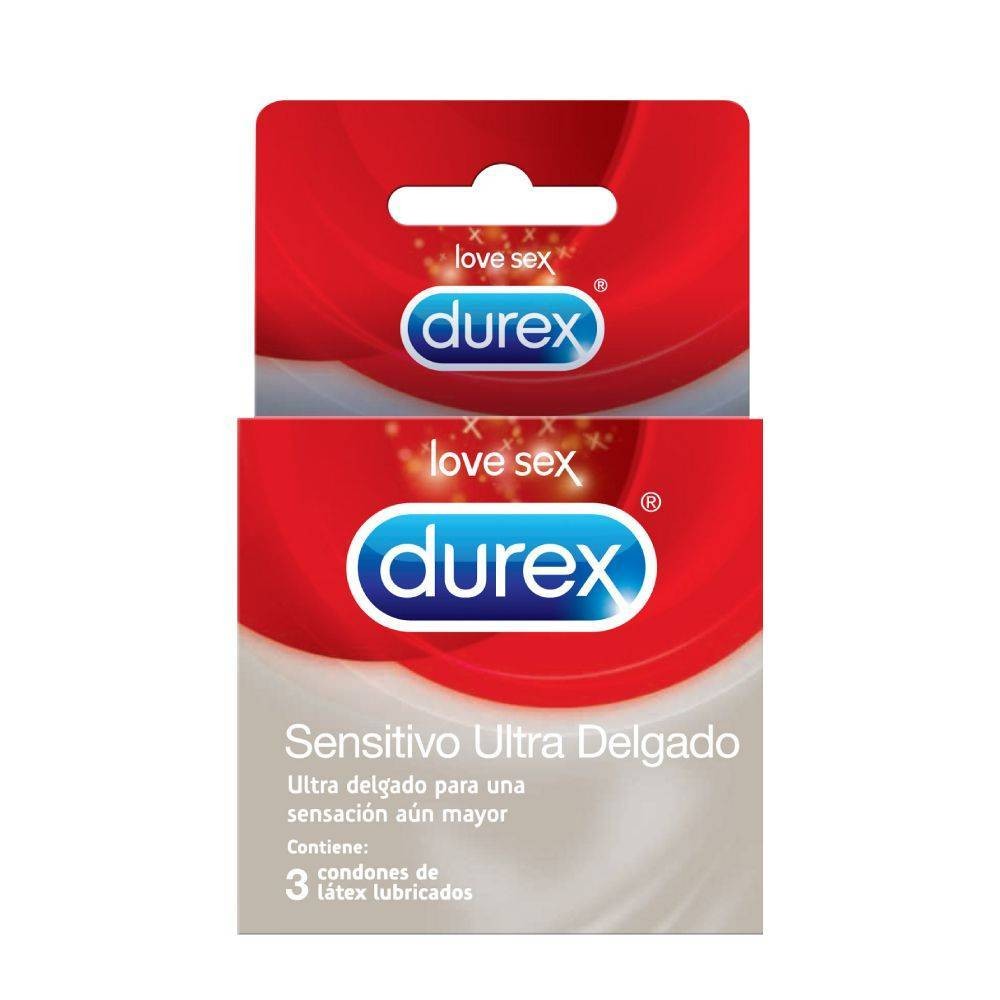 love sex
durex®
love sex
durex®
Sensitivo Ultra Delgado
Ultra delgado para una
sensación aún mayor
Contiene:
3 condones de
látex lubricados